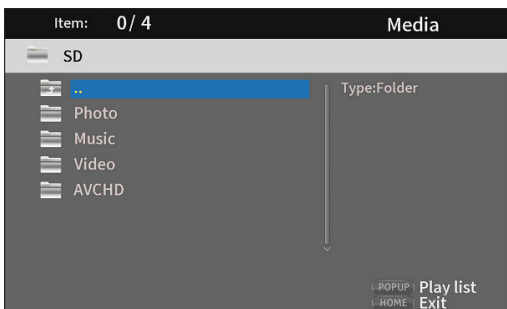 Item: 0/ 4 Media
SD
.. Type:Folder
Photo
Music
Video
AVCHD
POPUP Play list
HOME Exit